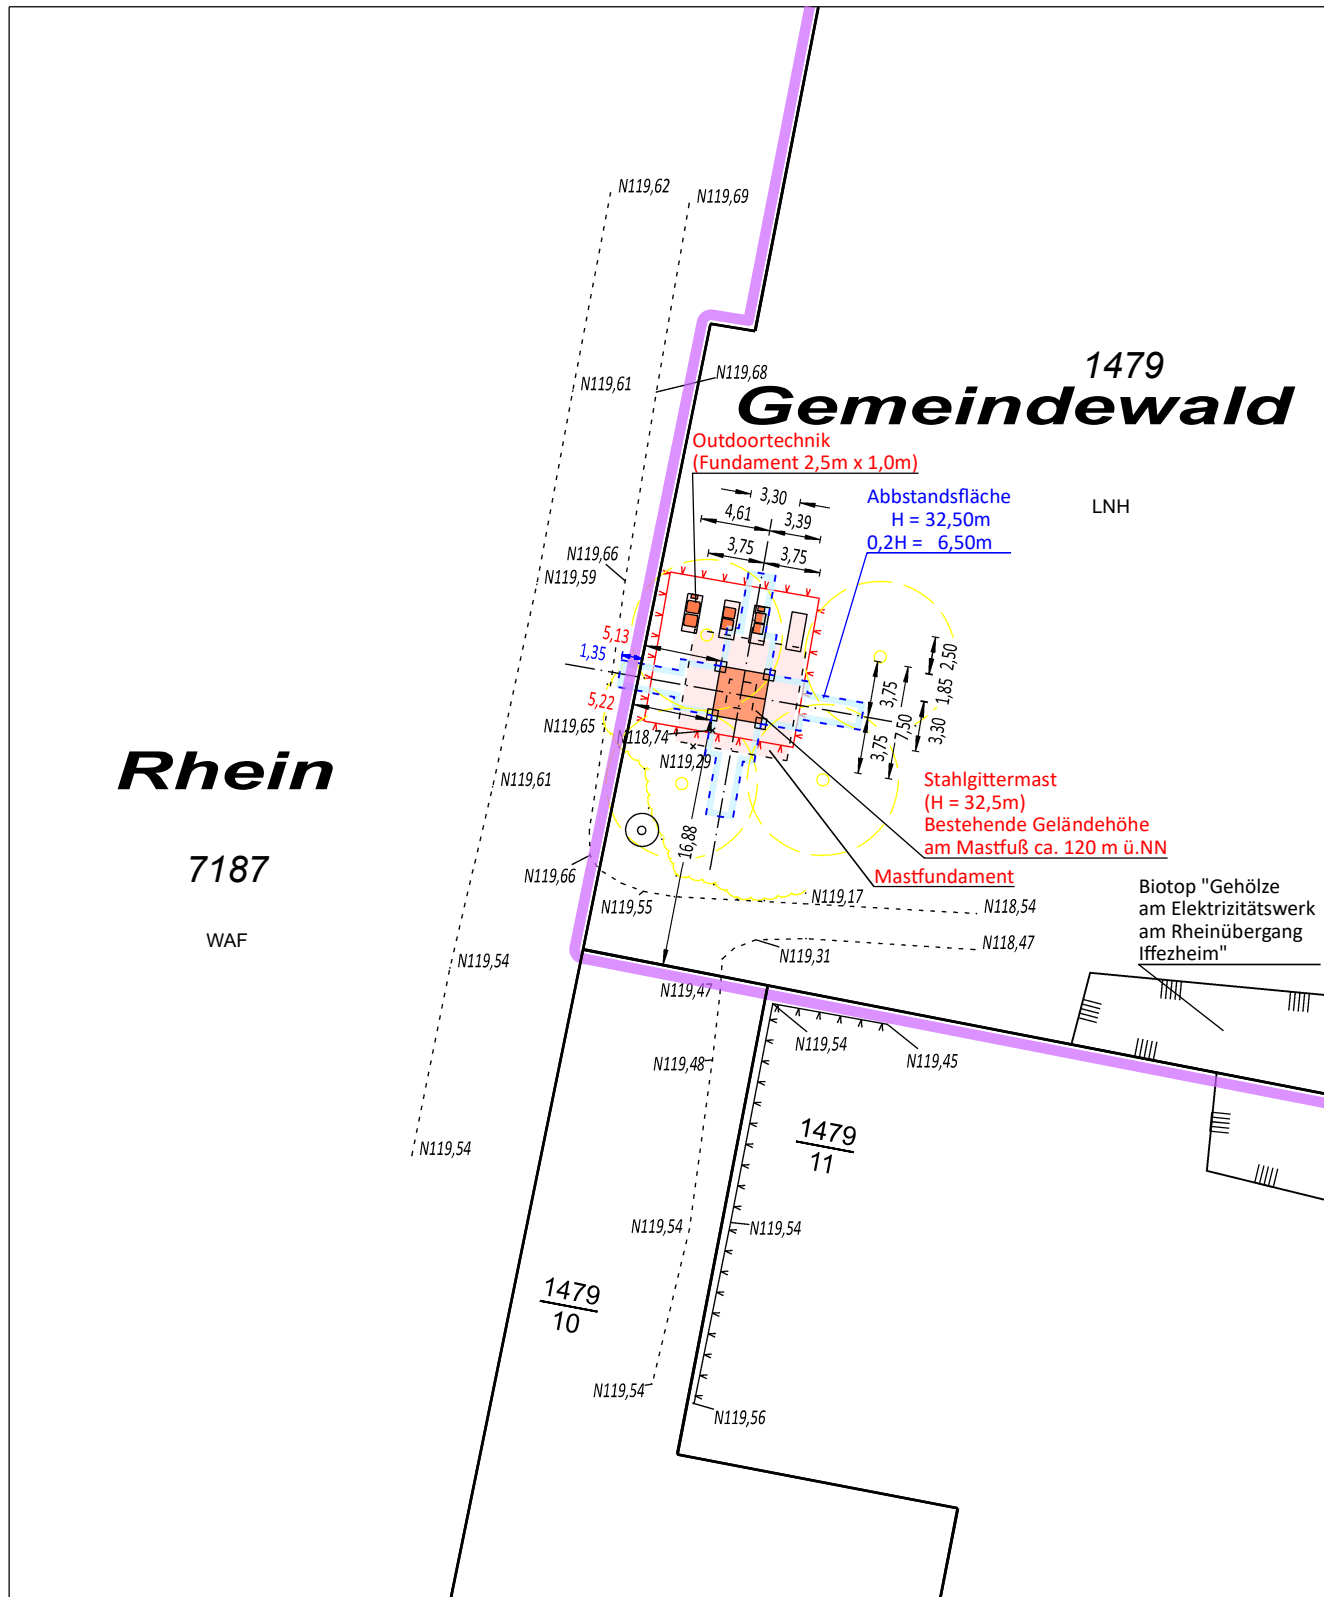 N119,62
N119,69
N119,61
N119,68
1479
Gemeindewald
LNH
Outdoortechnik
(Fundament 2,5m x 1,0m)
Abbstandsfläche
H = 32,50m
0,2H = 6,50m
3,30
4,61
3,39
3,75
3,75
N119,66
N119,59
5,13
1,35
5,22
N119,65
N118,74
N119,29
2,50
1,85
3,30
3,75
7,50
3,75
N119,61
Rhein
7187
WAF
Stahlgittermast
(H = 32,5m)
Bestehende Geländehöhe
am Mastfuß ca. 120 m ü.NN
Mastfundament
16,88
N119,66
N119,55
N119,17
N118,54
N118,47
N119,31
Biotop "Gehölze
am Elektrizitätswerk
am Rheinübergang
Iffezheim"
N119,54
N119,47
N119,54
N119,45
N119,48
N119,54
1479
11
N119,54
N119,54
1479
10
N119,54
N119,56